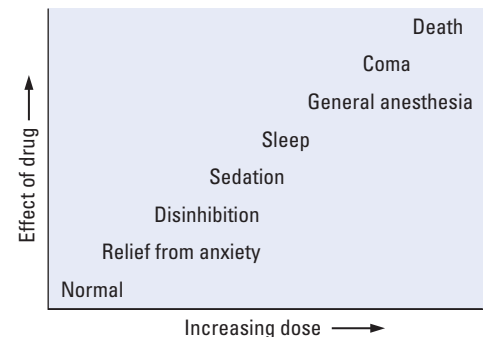 Death
Coma
General anesthesia
Sleep
Sedation
Disinhibition
Relief from anxiety
Normal
Effect of drug
Increasing dose